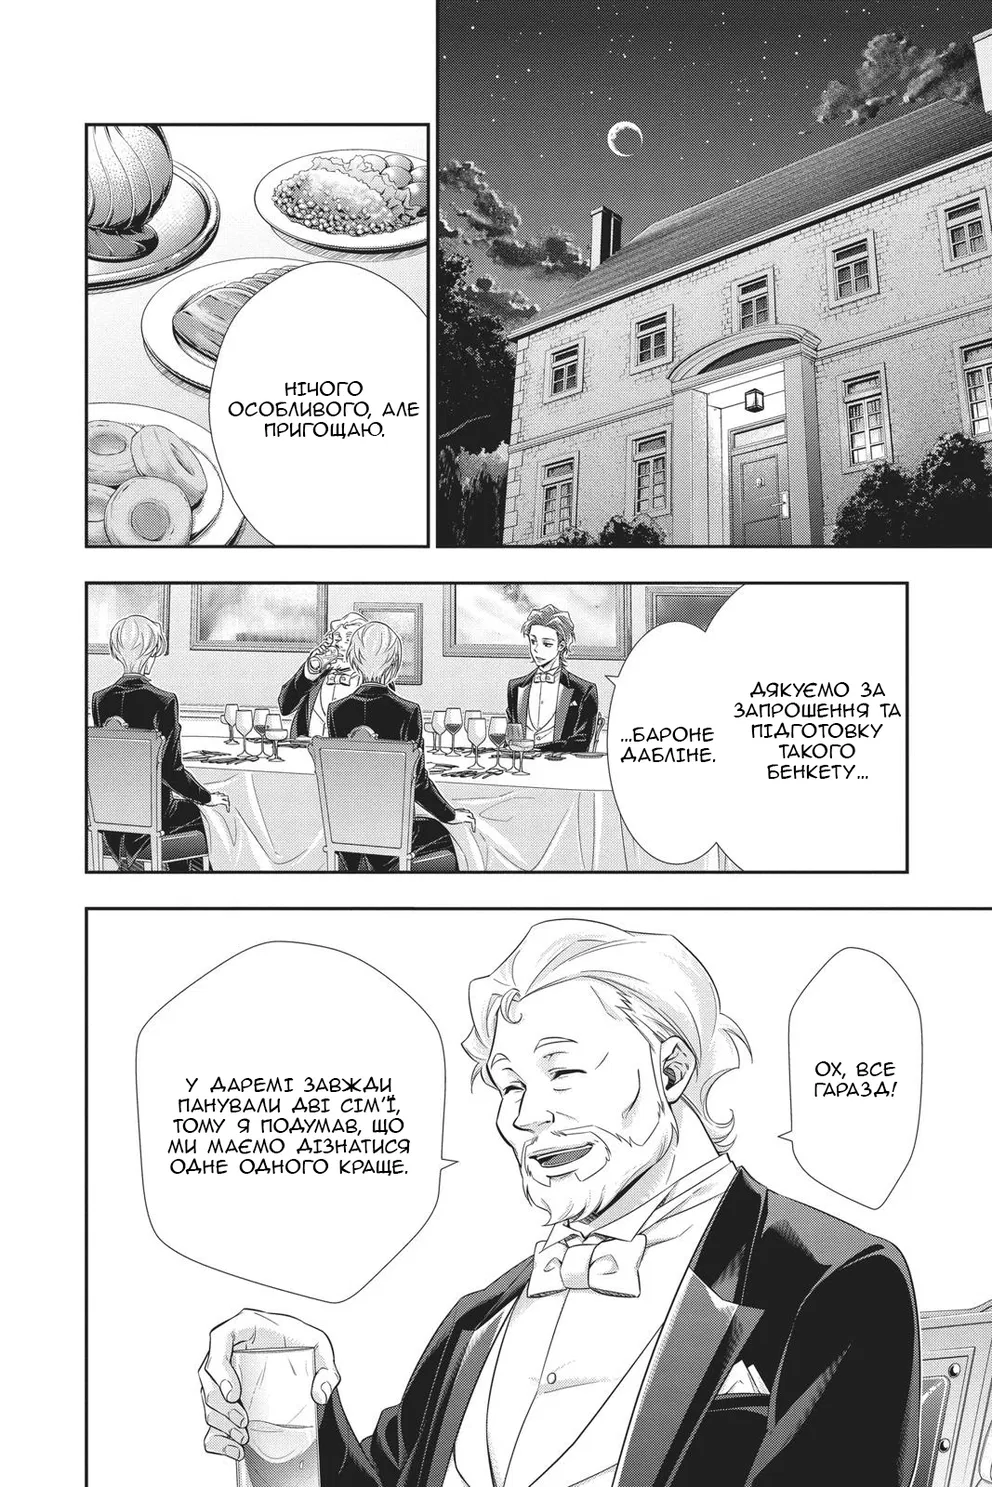 НІЧОГО
ОСОБЛИВОГО, АЛЕ
ПРИГОЩАЮ.
ДЯКУЄМО ЗА
ЗАПРОШЕННЯ ТА
ПІДГОТОВКУ
ТАКОГО
БЕНКЕТУ...
...БАРОНЕ
ДАБЛІНЕ.
ОХ, ВСЕ
ГАРАЗД!
У ДАРЕМІ ЗАВЖДИ
ПАНУВАЛИ ДВІ СІМ'Ї,
ТОМУ Я ПОДУМАВ, ЩО
МИ МАЄМО ДІЗНАТИСЯ
ОДНЕ ОДНОГО КРАЩЕ.